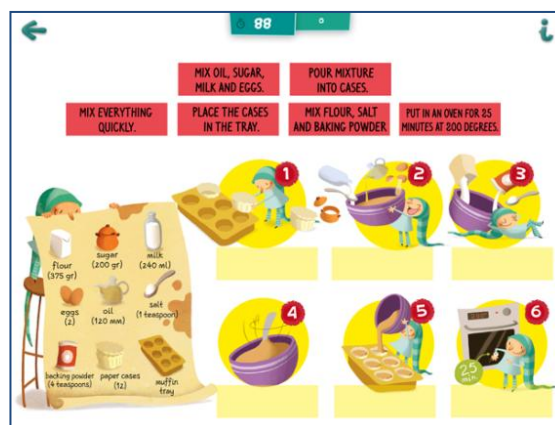 88
0
MIX OIL, SUGAR,
MILK AND EGGS.
POUR MIXTURE
INTO CASES.
MIX EVERYTHING
QUICKLY.
PLACE THE CASES
IN THE TRAY.
MIX FLOUR, SALT
AND BAKING POWDER
PUT IN AN OVEN FOR 25
MINUTES AT 200 DEGREES.
1
2
3
flour
(375 gr)
sugar
(200 gr)
milk
(240 ml)
eggs
(2)
oil
(120 mm)
salt
(1 teaspoon)
backing powder
(4 teaspoons)
paper cases
(12)
muffin
tray
4
5
6
25
min